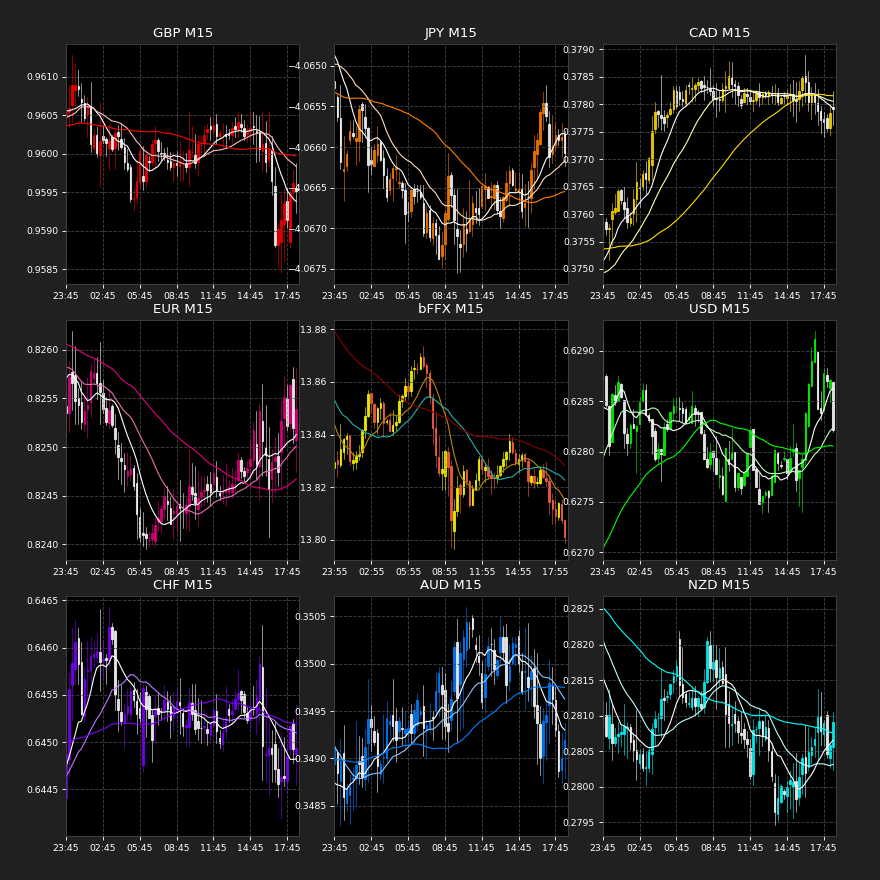 GBP M15
0.9610
0.9605
0.9600
0.9595
0.9590
0.9585
23:45 02:45 05:45 08:45 11:45 14:45 17:45
JPY M15
−4.0650
−4.0655
−4.0660
−4.0665
−4.0670
−4.0675
23:45 02:45 05:45 08:45 11:45 14:45 17:45
CAD M15
0.3790
0.3785
0.3780
0.3775
0.3770
0.3765
0.3760
0.3755
0.3750
23:45 02:45 05:45 08:45 11:45 14:45 17:45
EUR M15
0.8260
0.8255
0.8250
0.8245
0.8240
23:45 02:45 05:45 08:45 11:45 14:45 17:45
bFFX M15
13.88
13.86
13.84
13.82
13.80
23:55 02:55 05:55 08:55 11:55 14:55 17:55
USD M15
0.6290
0.6285
0.6280
0.6275
0.6270
23:45 02:45 05:45 08:45 11:45 14:45 17:45
CHF M15
0.6465
0.6460
0.6455
0.6450
0.6445
23:45 02:45 05:45 08:45 11:45 14:45 17:45
AUD M15
0.3505
0.3500
0.3495
0.3490
0.3485
23:45 02:45 05:45 08:45 11:45 14:45 17:45
NZD M15
0.2825
0.2820
0.2815
0.2810
0.2805
0.2800
0.2795
23:45 02:45 05:45 08:45 11:45 14:45 17:45